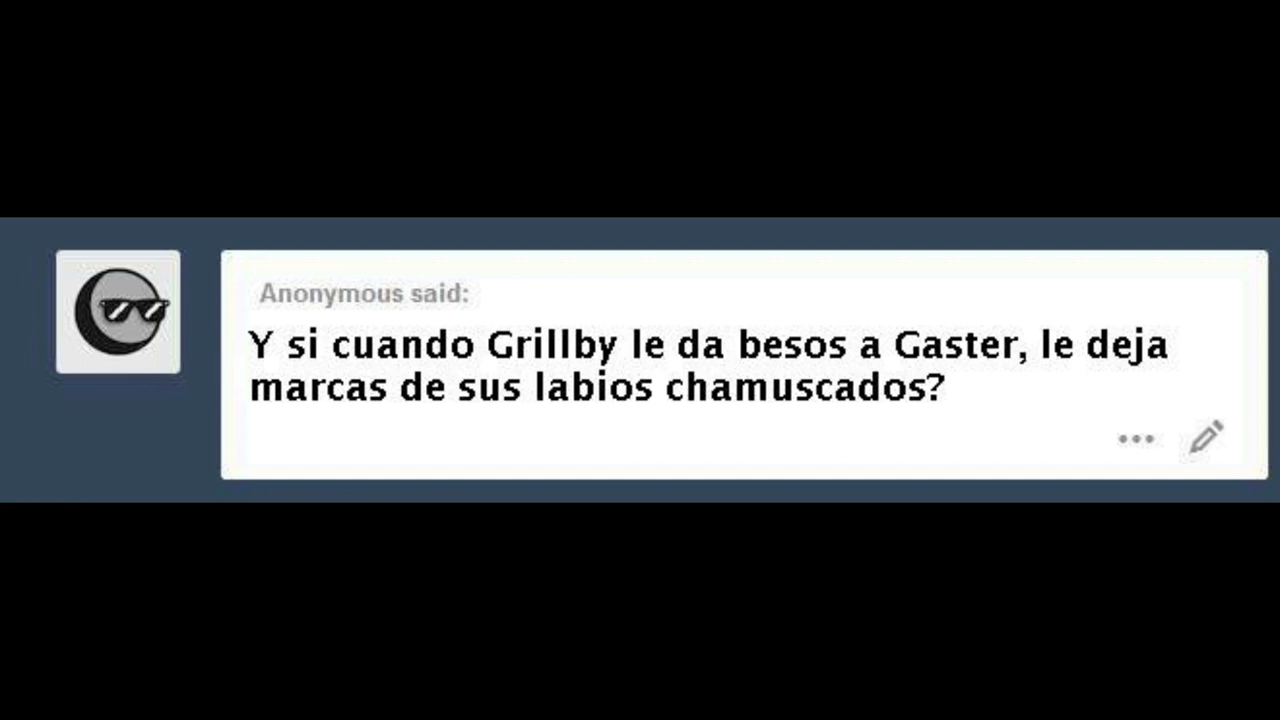 Anonymous said:
Y si cuando Grillby le da besos a Gaster, le deja
marcas de sus labios chamuscados?